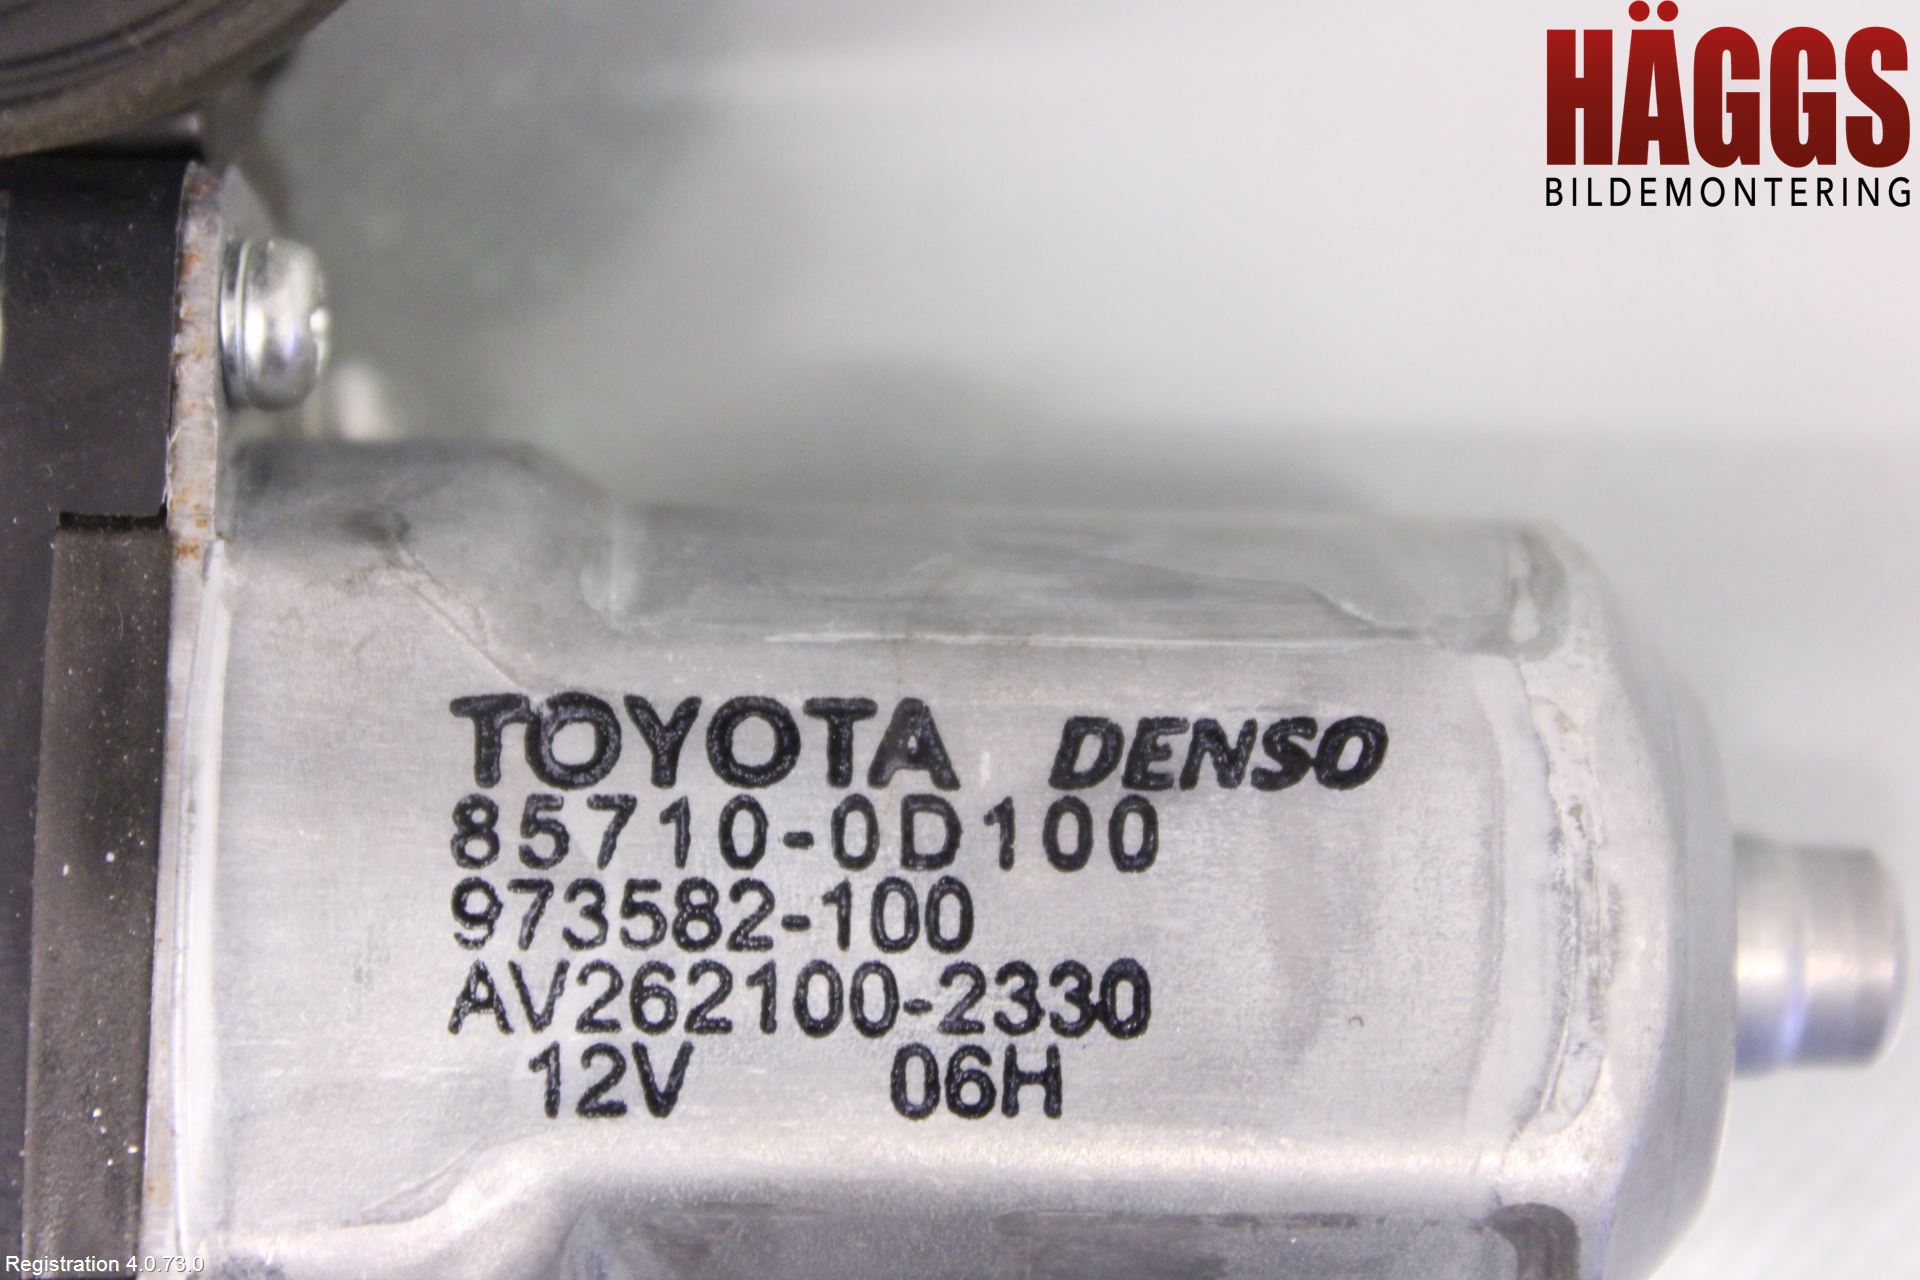 HÄGGS
BILDEMONTERING
TOYOTA DENSO
85710-0D100
973582-100
AV262100-2330
12V 06H
Registration 4.0.73.0